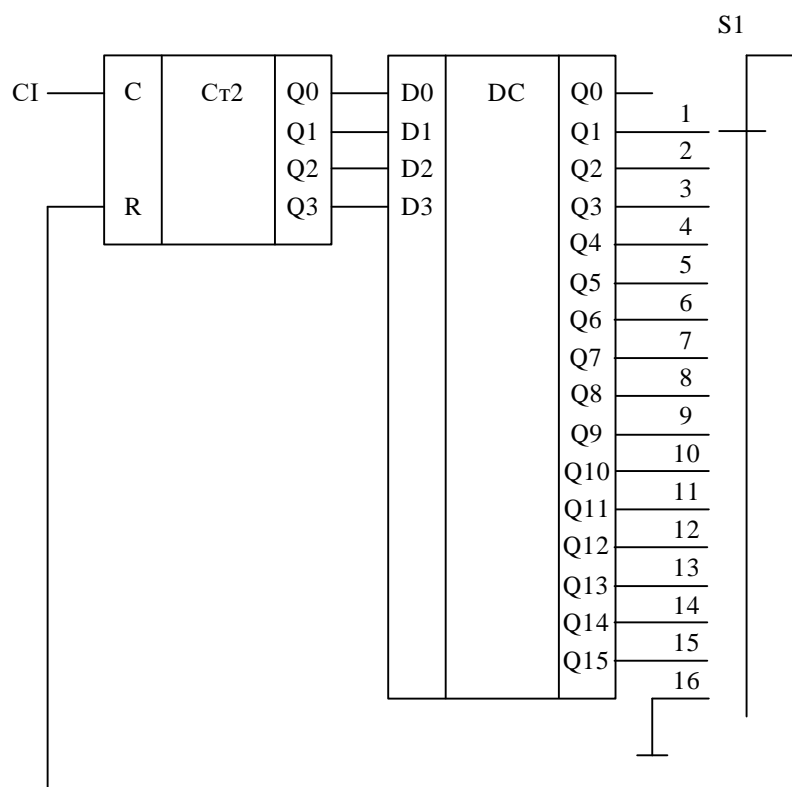 S1
CI C Ст2 Q0 D0 DC Q0
Q1 D1 Q1 1
Q2 D2 Q2 2
R Q3 D3 Q3 3
Q4 4
Q5 5
Q6 6
Q7 7
Q8 8
Q9 9
Q10 10
Q11 11
Q12 12
Q13 13
Q14 14
Q15 15
16